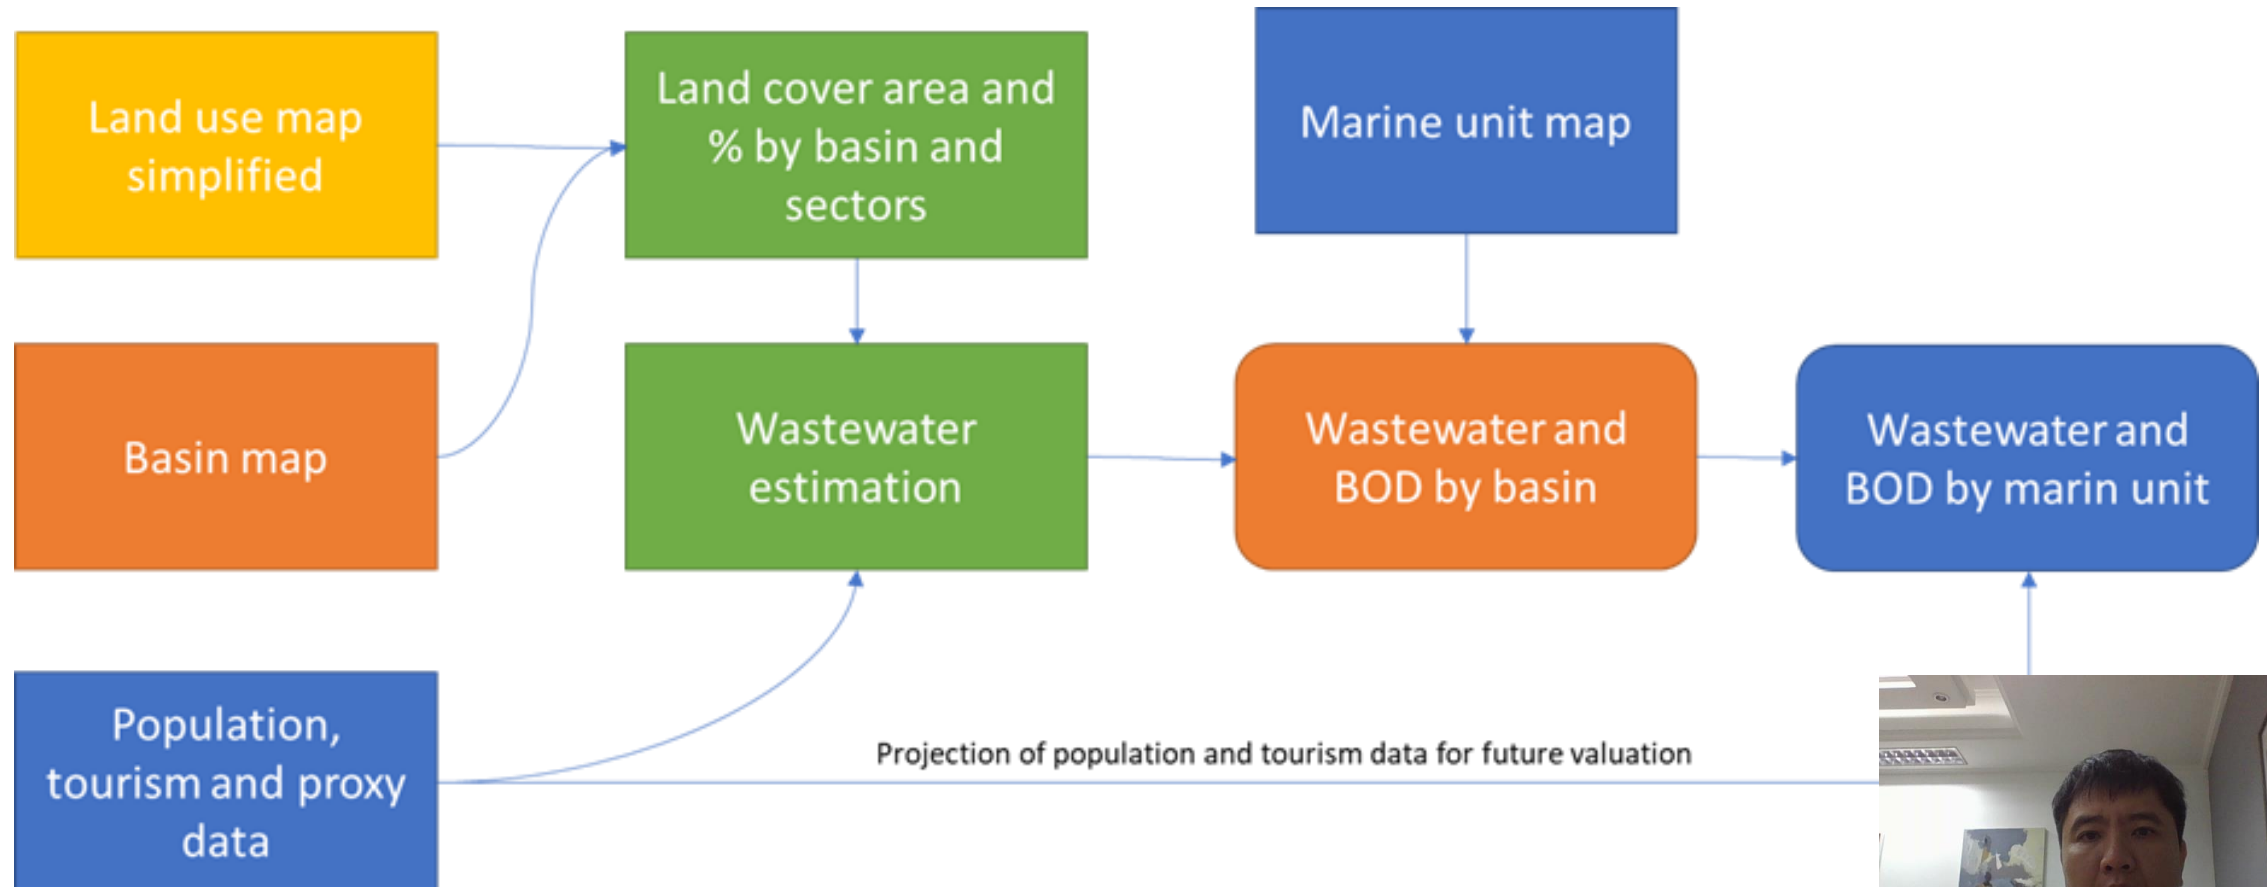 Land use map
simplified
Land cover area and
% by basin and
sectors
Marine unit map
Basin map
Wastewater
estimation
Wastewater and
BOD by basin
Wastewater and
BOD by marin unit
Population,
tourism and proxy
data
Projection of population and tourism data for future valuation